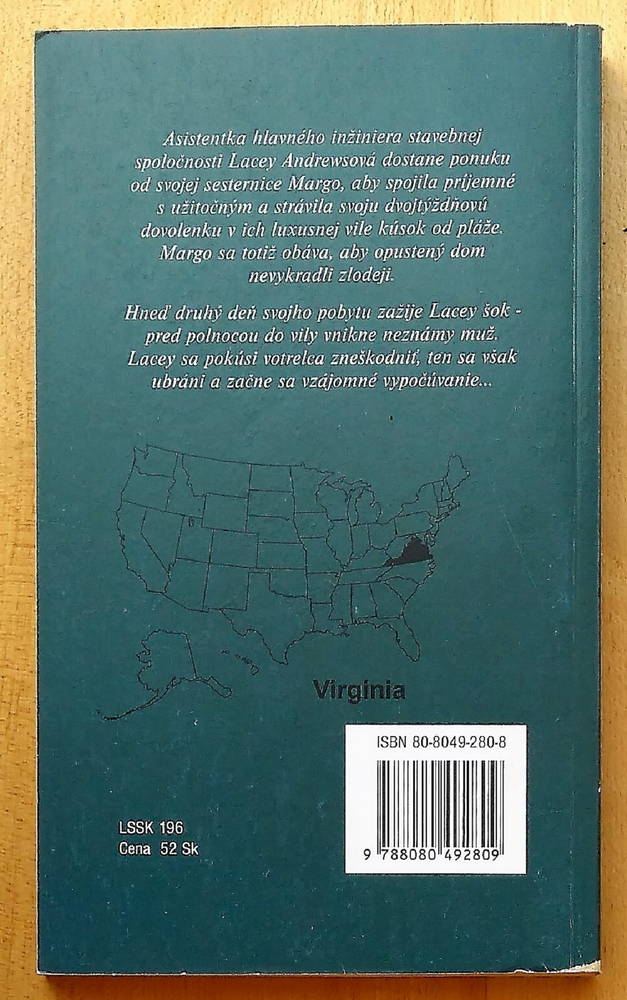 Asistentka hlavného inžiniera stavebnej
spoločnosti Lacey Andrewsová dostane ponuku
od svojej sesternice Margo, aby spojila príjemné
s užitočným a strávila svoju dvojtýždňovú
dovolenku v ich luxusnej vile kúsok od pláže.
Margo sa totiž obáva, aby opustený dom
nevykradli zlodeji.
Hneď druhý deň svojho pobytu zažije Lacey šok -
pred polnocou do vily vnikne neznámy muž.
Lacey sa pokúsi votrelca zneškodniť, ten sa však
ubráni a začne sa vzájomné vypočúvanie...
Virgínia
ISBN 80-8049-280-8
9 788080 492809
LSSK 196
Cena 52 Sk